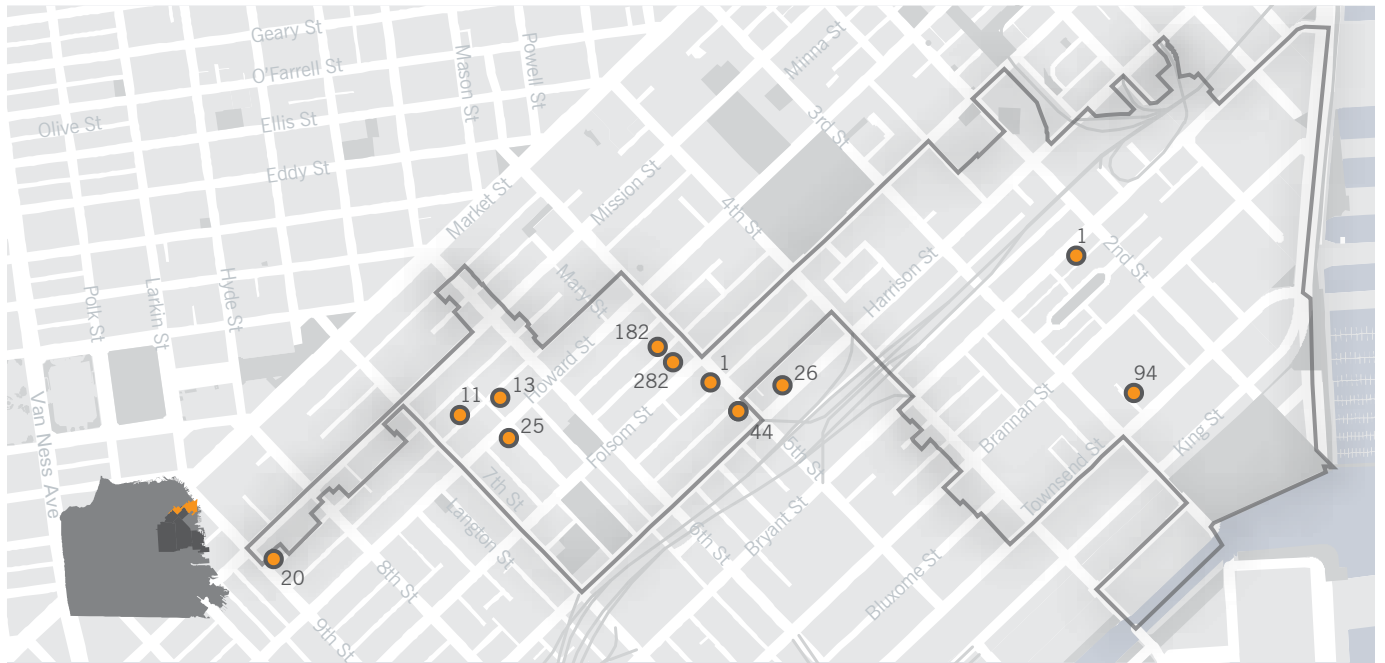 Geary St
O'Farrell St
Mason St
Powell St
Minna St
Olive St
Ellis St
3rd St
Eddy St
Mission St
Market St
4th St
1
2nd St
Harrison St
Mary St
Polk St
Larkin St
Hyde St
182
282
Howard St
1
26
94
11
13
25
44
Van Ness Ave
Folsom St
5th St
Brannan St
King St
7th St
Townsend St
Langton St
6th St
Bryant St
20
8th St
Bluxome St
9th St